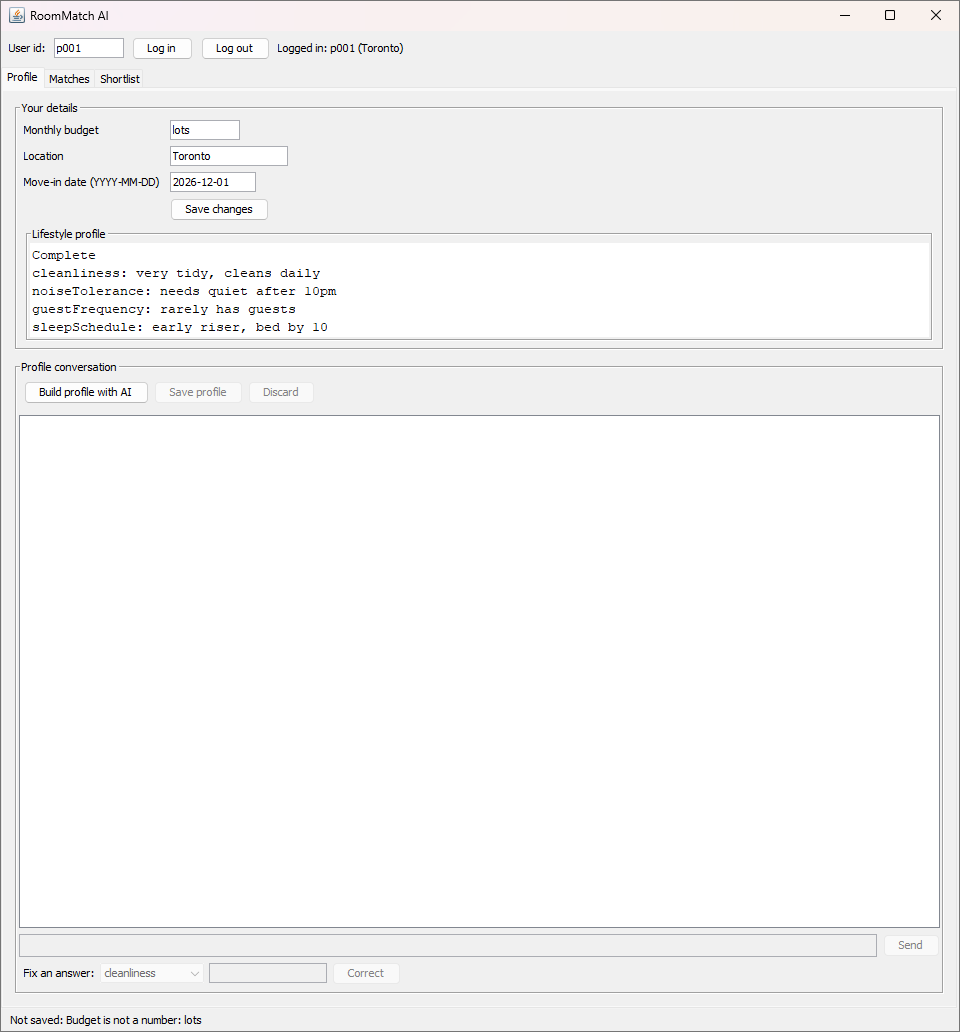 RoomMatch AI
User id: p001 Log in Log out Logged in: p001 (Toronto)
Profile Matches Shortlist
Your details
Monthly budget lots
Location Toronto
Move-in date (YYYY-MM-DD) 2026-12-01
Save changes
Lifestyle profile
Complete
cleanliness: very tidy, cleans daily
noiseTolerance: needs quiet after 10pm
guestFrequency: rarely has guests
sleepSchedule: early riser, bed by 10
Profile conversation
Build profile with AI Save profile Discard
Send
Fix an answer: cleanliness Correct
Not saved: Budget is not a number: lots